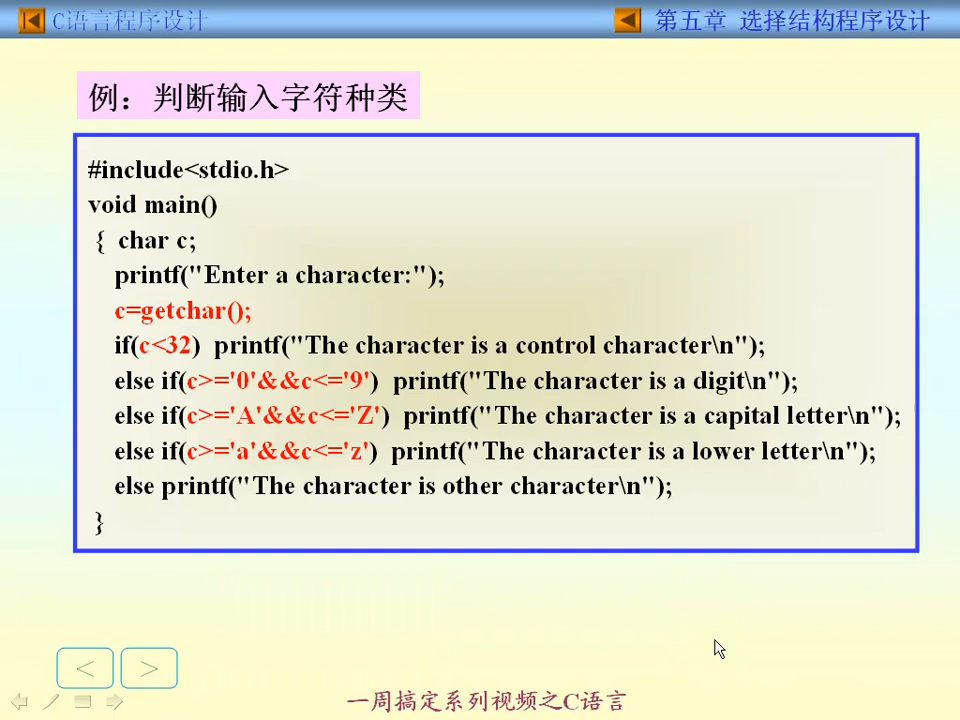 C语言程序设计
第五章 选择结构程序设计
例：判断输入字符种类
#include<stdio.h>
void main()
{ char c;
printf("Enter a character:");
c=getchar();
if(c<32) printf("The character is a control character\n");
else if(c>='0'&&c<='9') printf("The character is a digit\n");
else if(c>='A'&&c<='Z') printf("The character is a capital letter\n");
else if(c>='a'&&c<='z') printf("The character is a lower letter\n");
else printf("The character is other character\n");
}
< >
一周搞定系列视频之C语言